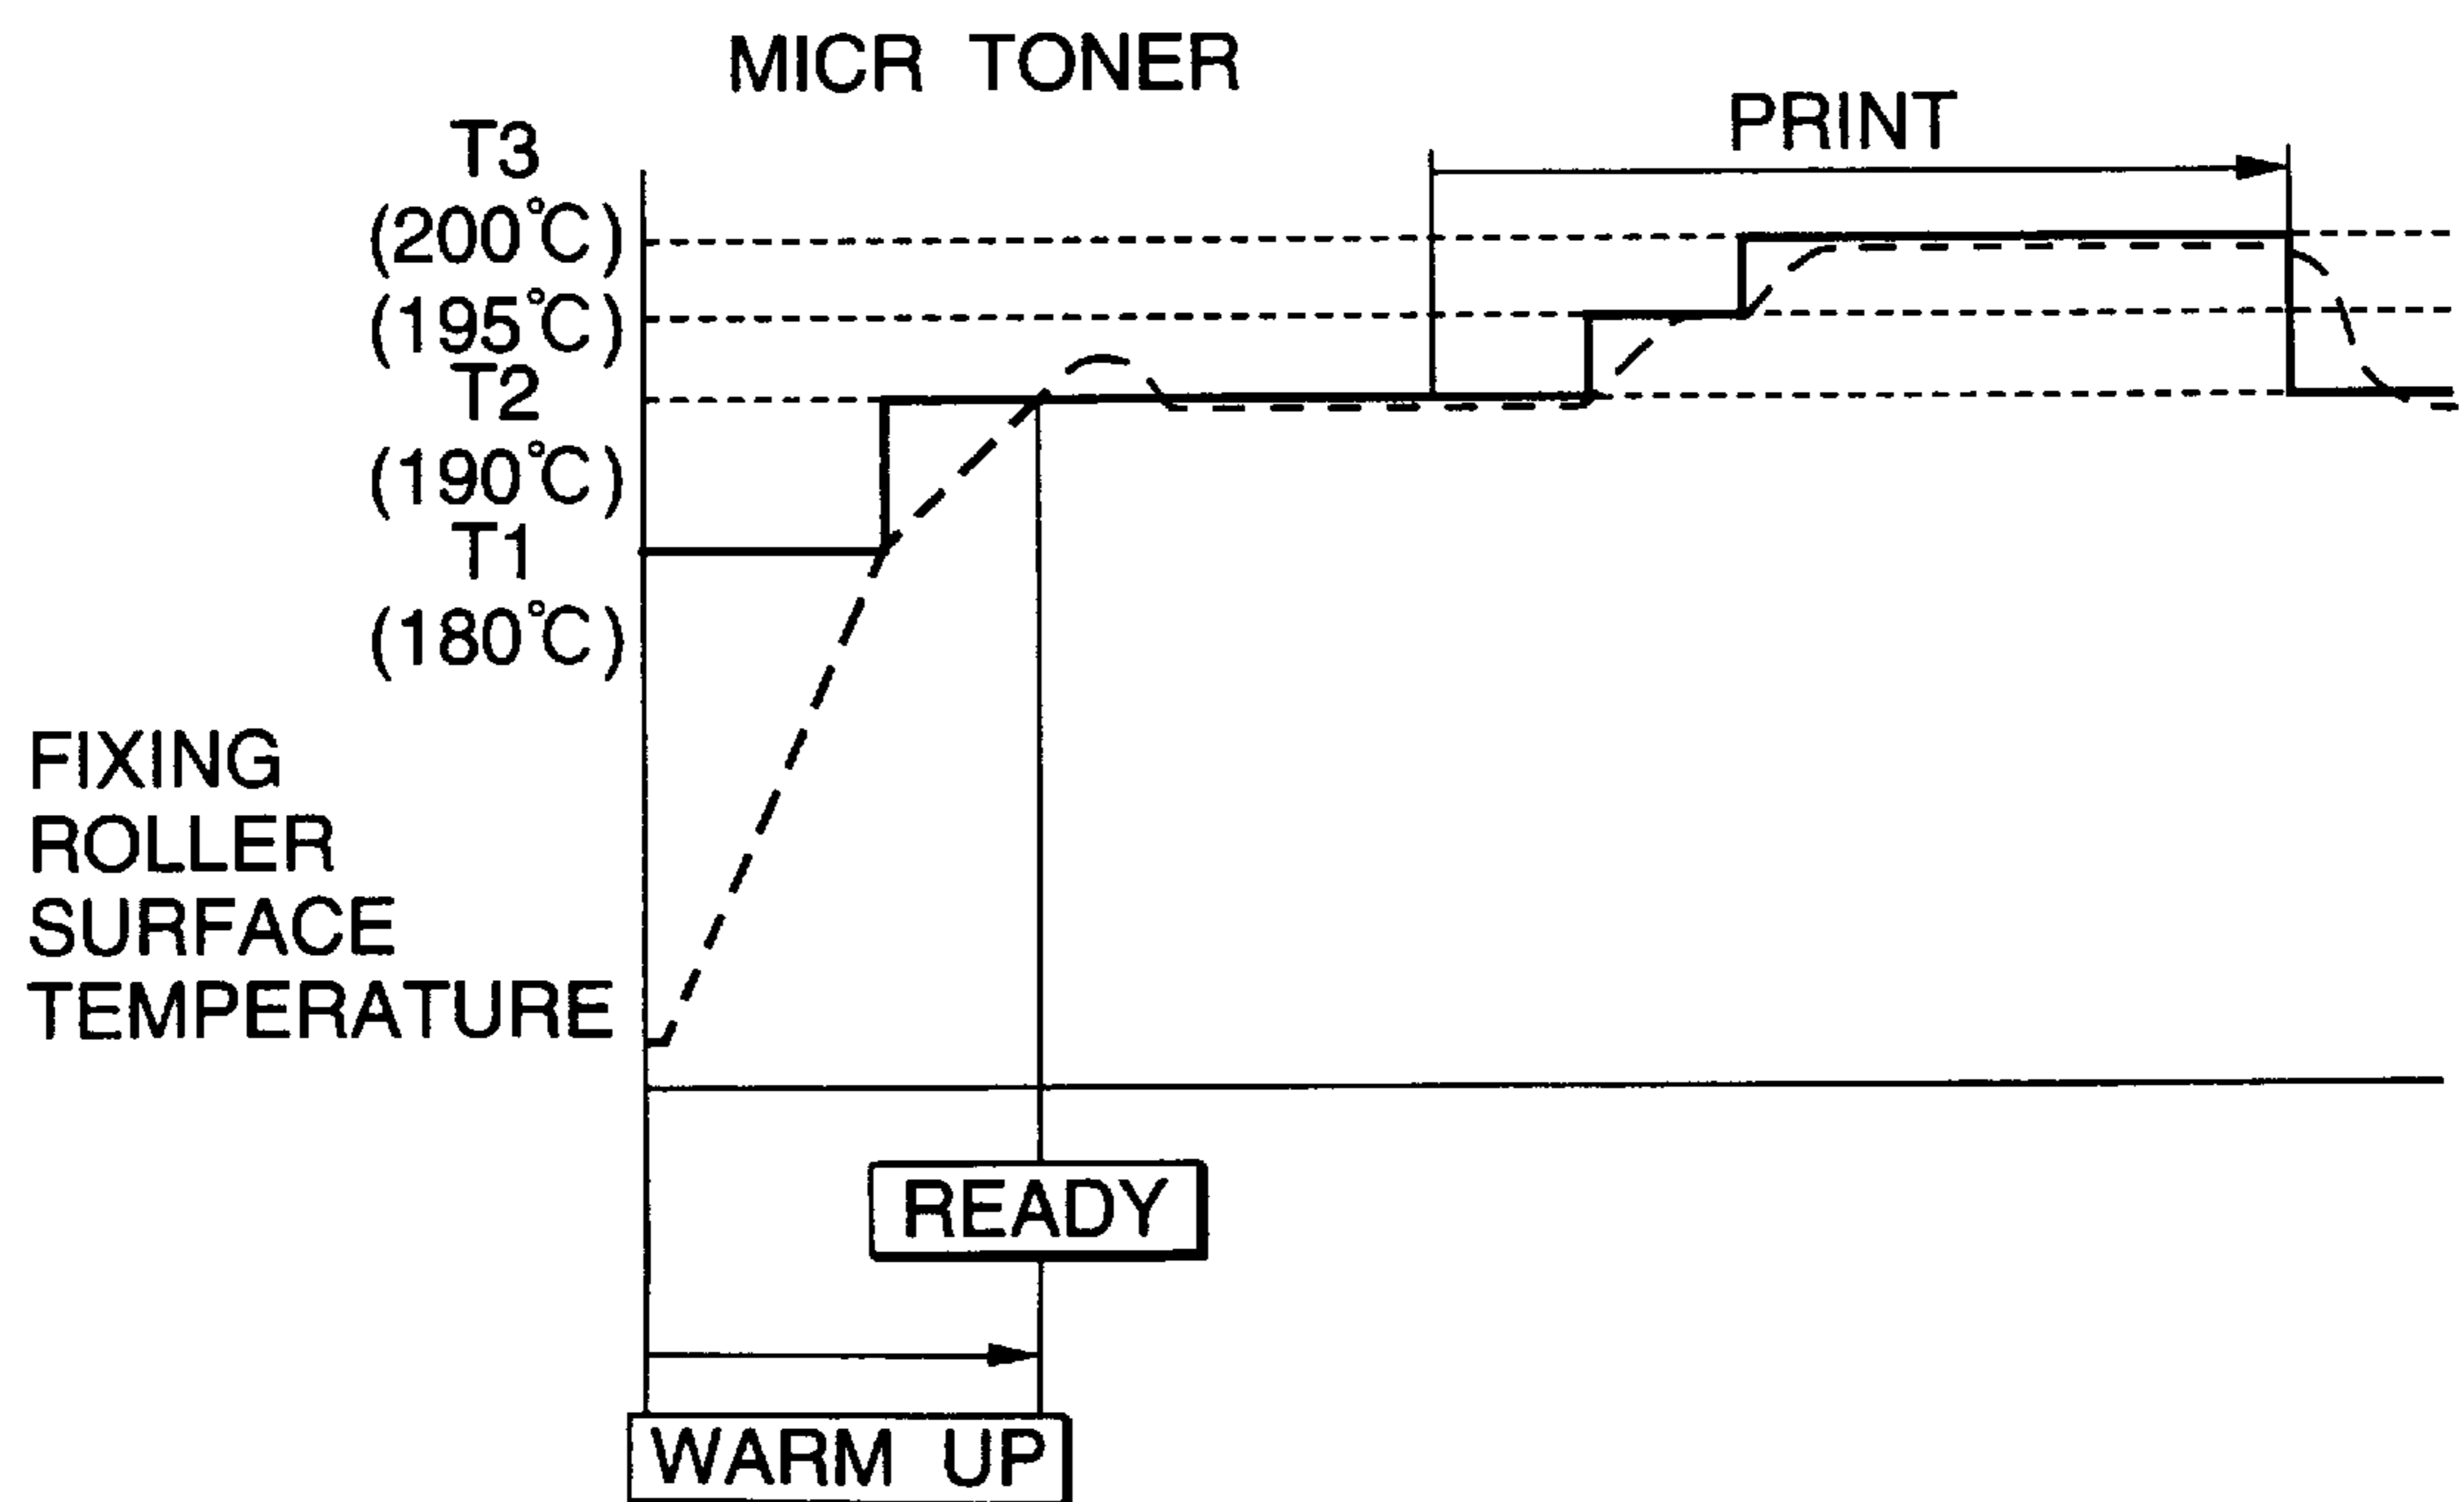 MICR TONER
PRINT
T3
(200°C)
(195°C)
T2
(190°C)
T1
(180°C)
FIXING
ROLLER
SURFACE
TEMPERATURE
READY
WARM UP